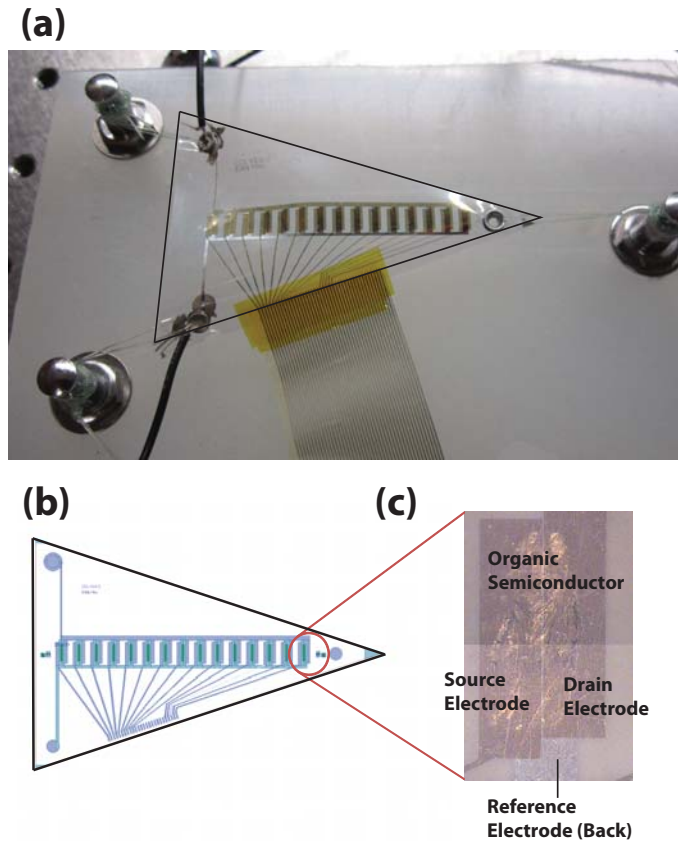 (a)
(b)
(c)
Organic
Semiconductor
Source
Electrode
Drain
Electrode
Reference
Electrode (Back)